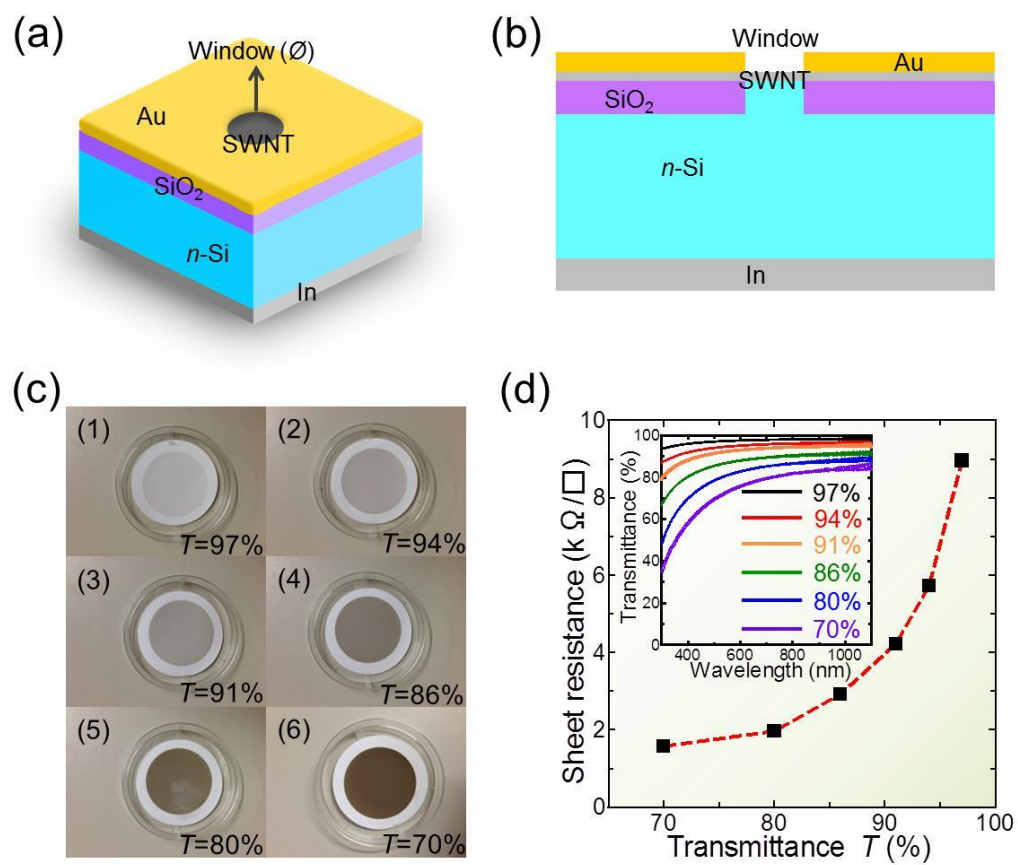 (a)
Window (Ø)
Au
SWNT
SiO₂
n-Si
In
(b)
Window
Au
SWNT
SiO₂
n-Si
In
(c)
(1)
T=97%
(2)
T=94%
(3)
T=91%
(4)
T=86%
(5)
T=80%
(6)
T=70%
(d)
Sheet resistance (k Ω/□)
10
8
6
4
2
0
70
80
90
100
Transmittance T (%)
Transmittance (%)
100
80
60
40
20
0
400
600
800
1000
Wavelength (nm)
97%
94%
91%
86%
80%
70%